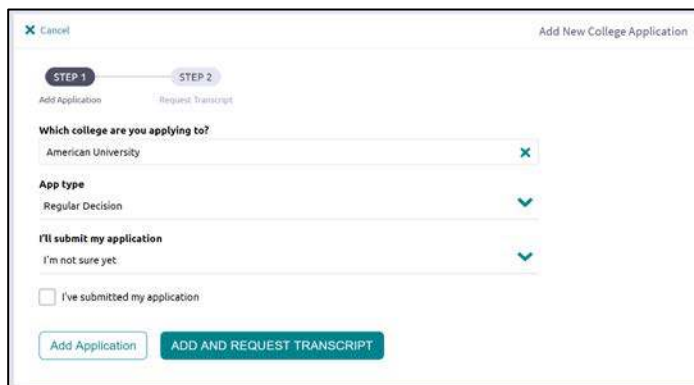 Cancel Add New College Application
STEP 1 STEP 2
Add Application Request Transcript
Which college are you applying to?
American University
App type
Regular Decision
I'll submit my application
I'm not sure yet
I've submitted my application
Add Application ADD AND REQUEST TRANSCRIPT